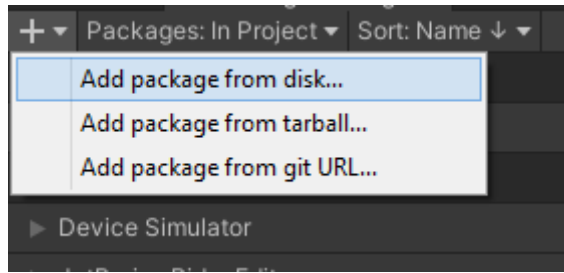 Packages: In Project Sort: Name ↓
Add package from disk...
Add package from tarball...
Add package from git URL...
Device Simulator